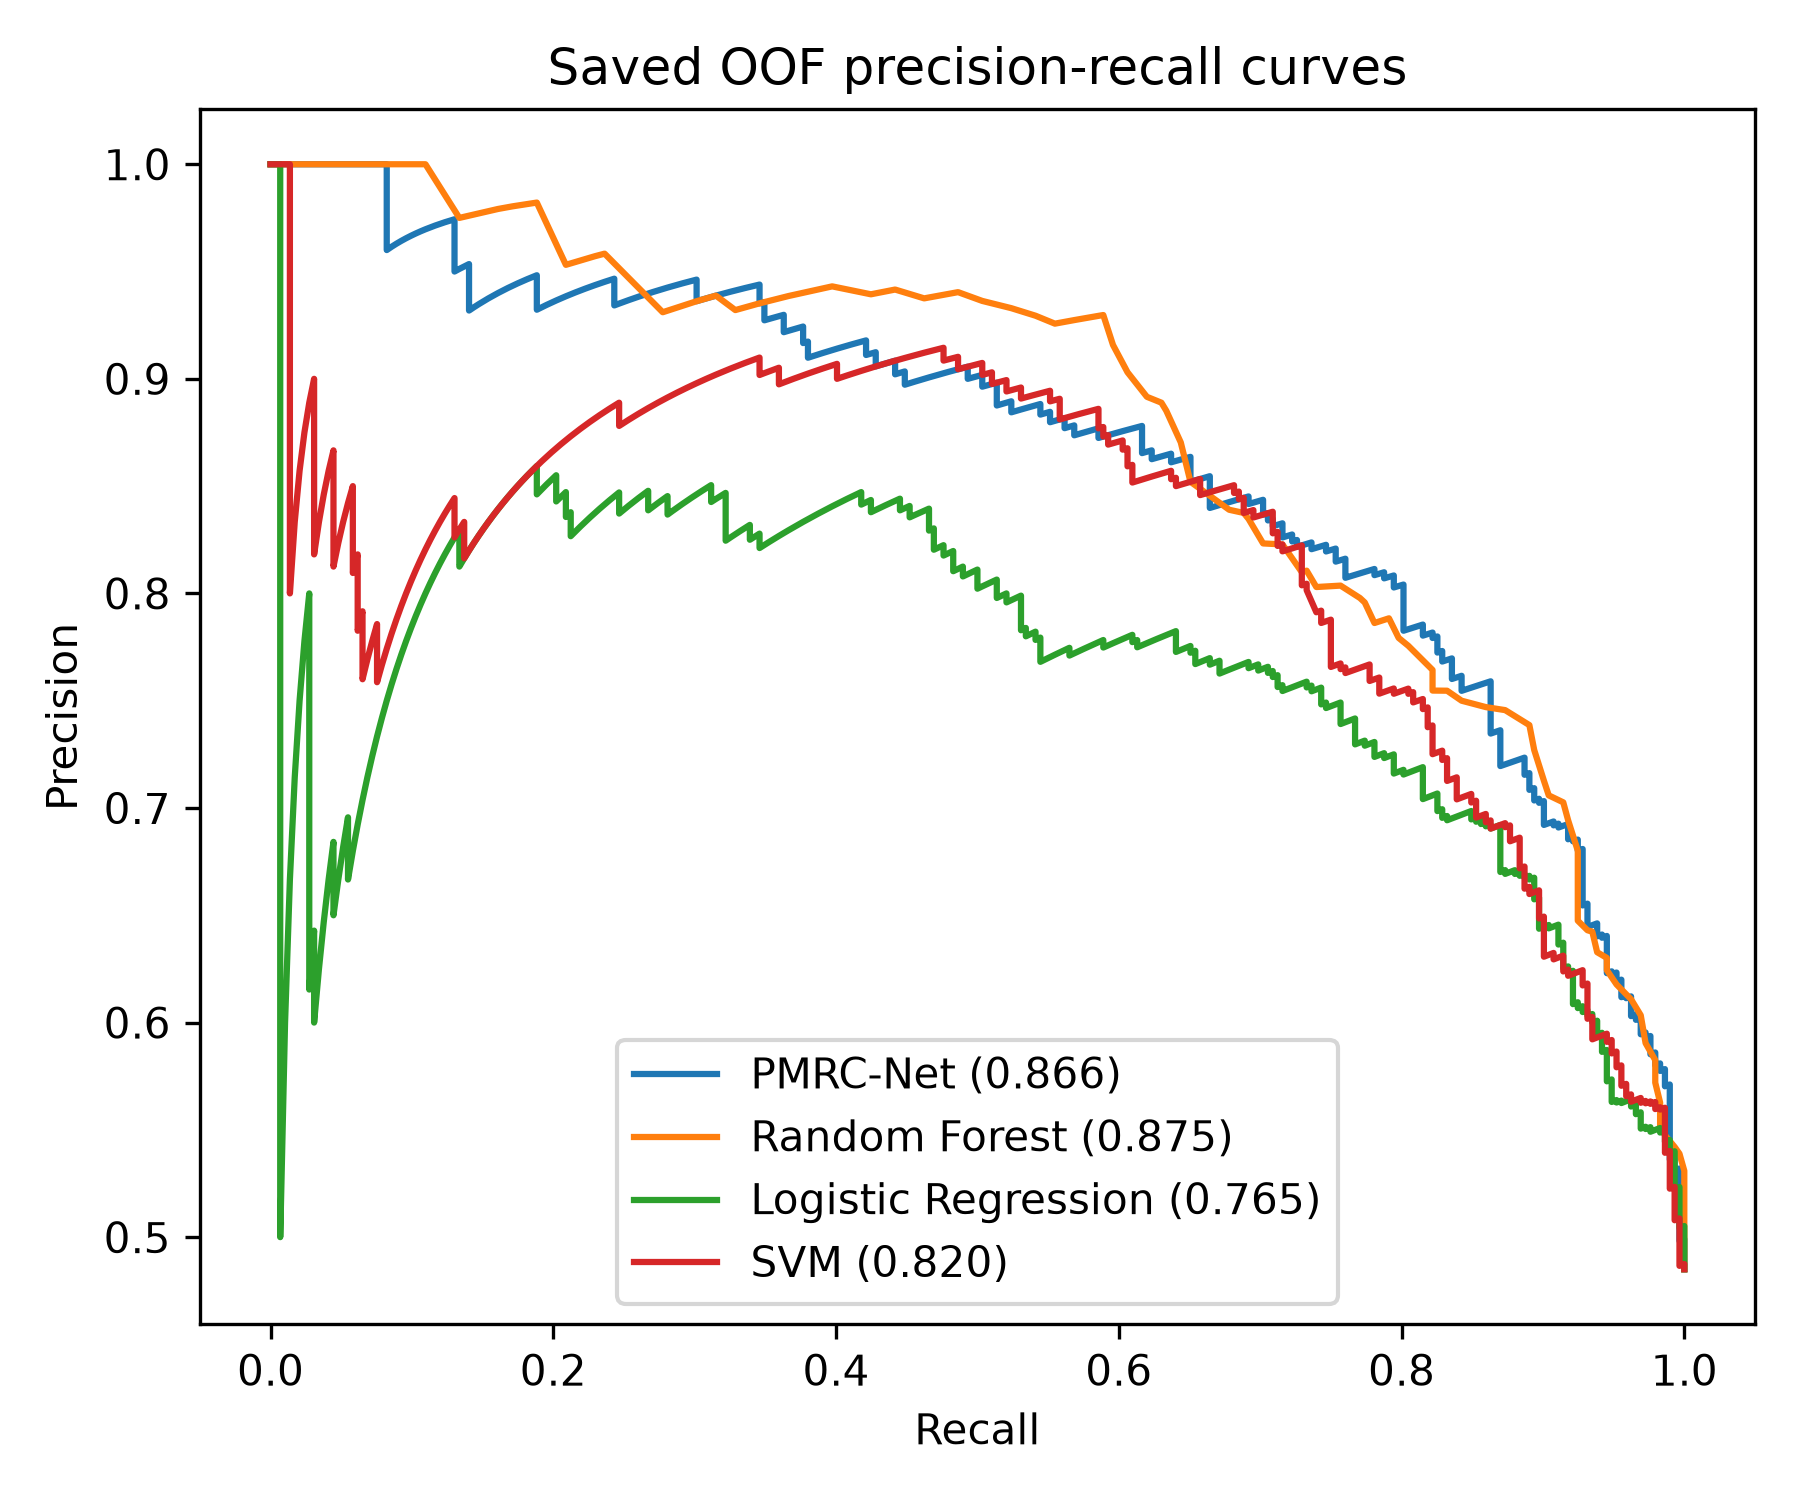 Saved OOF precision-recall curves
1.0
0.9
0.8
0.7
0.6
0.5
Precision
PMRC-Net (0.866)
Random Forest (0.875)
Logistic Regression (0.765)
SVM (0.820)
0.0 0.2 0.4 0.6 0.8 1.0
Recall